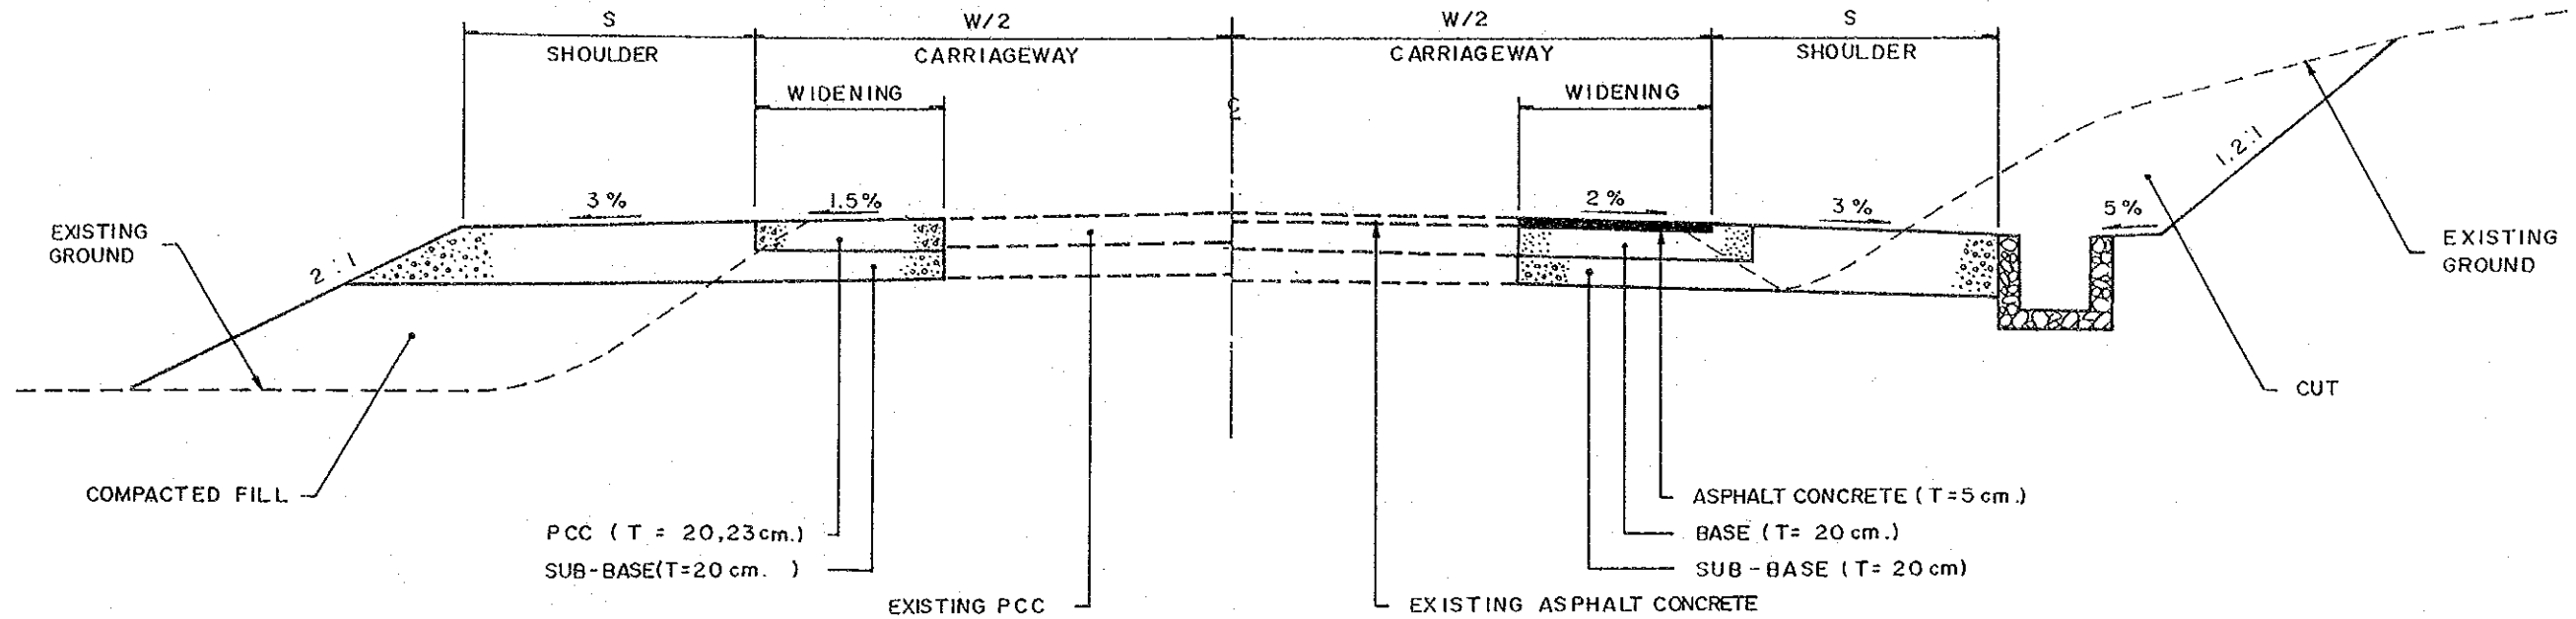 S
W/2
W/2
S
SHOULDER
CARRIAGEWAY
CARRIAGEWAY
SHOULDER
WIDENING
WIDENING
℄
1.2:1
3%
1.5%
2%
3%
5%
EXISTING
GROUND
EXISTING
GROUND
2:1
CUT
COMPACTED FILL
ASPHALT CONCRETE (T=5 cm.)
PCC (T = 20,23cm.)
BASE (T= 20 cm.)
SUB-BASE(T=20 cm. )
SUB-BASE (T=20 cm)
EXISTING PCC
EXISTING ASPHALT CONCRETE